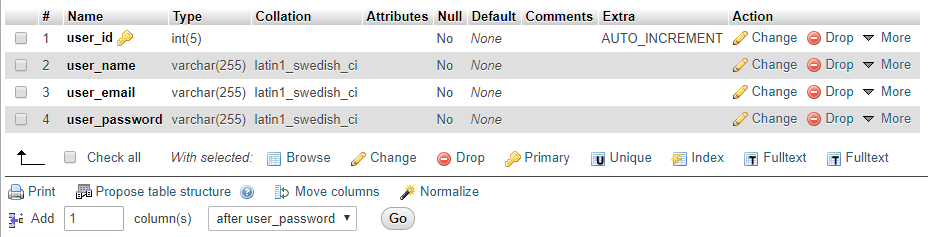 # Name Type Collation Attributes Null Default Comments Extra Action
1 user_id int(5) No None AUTO_INCREMENT Change Drop More
2 user_name varchar(255) latin1_swedish_ci No None Change Drop More
3 user_email varchar(255) latin1_swedish_ci No None Change Drop More
4 user_password varchar(255) latin1_swedish_ci No None Change Drop More
Check all With selected: Browse Change Drop Primary Unique Index Fulltext Fulltext
Print Propose table structure Move columns Normalize
Add 1 column(s) after user_password Go